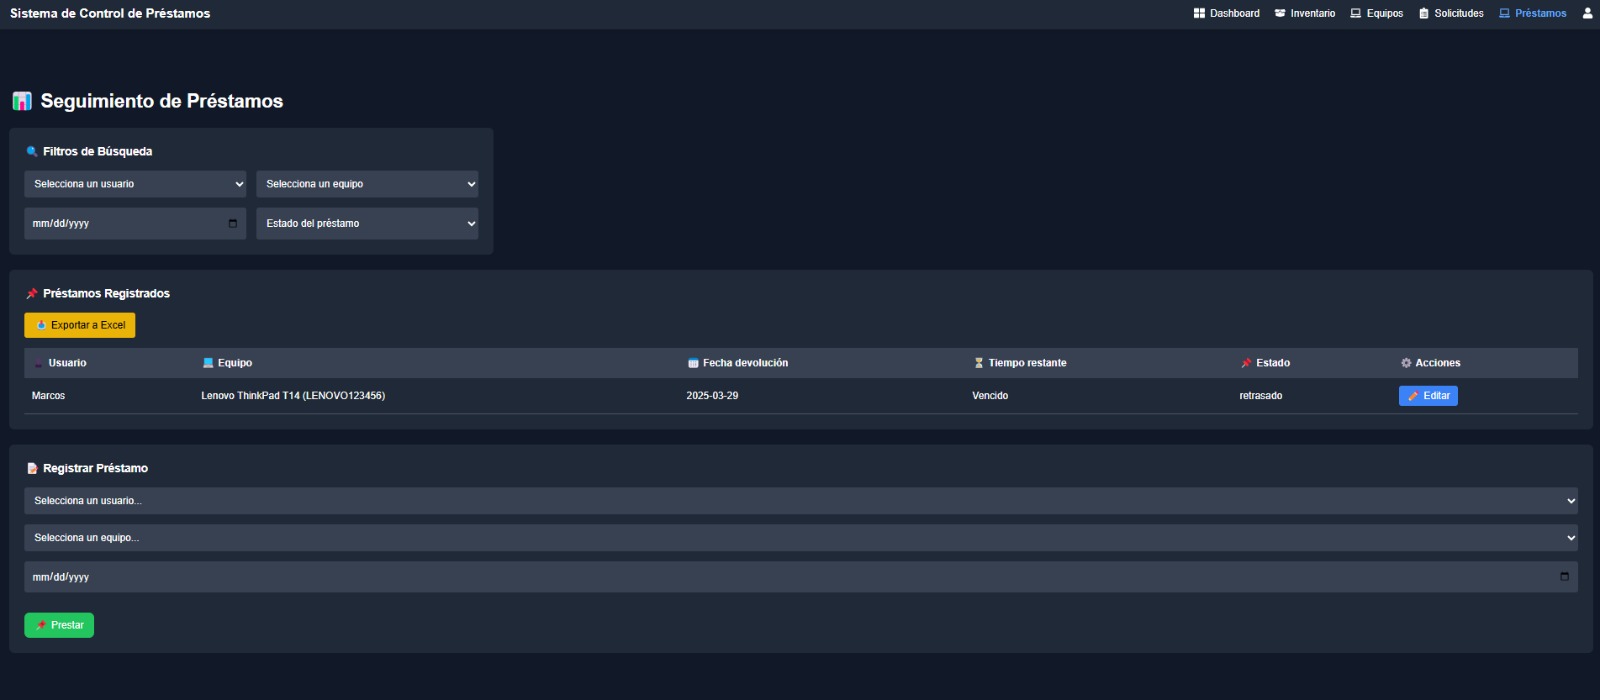 Sistema de Control de Préstamos
Dashboard Inventario Equipos Solicitudes Préstamos
Seguimiento de Préstamos
Filtros de Búsqueda
Selecciona un usuario Selecciona un equipo
mm/dd/yyyy Estado del préstamo
Préstamos Registrados
Exportar a Excel
Usuario Equipo Fecha devolución Tiempo restante Estado Acciones
Marcos Lenovo ThinkPad T14 (LENOVO123456) 2025-03-29 Vencido retrasado Editar
Registrar Préstamo
Selecciona un usuario...
Selecciona un equipo...
mm/dd/yyyy
Prestar